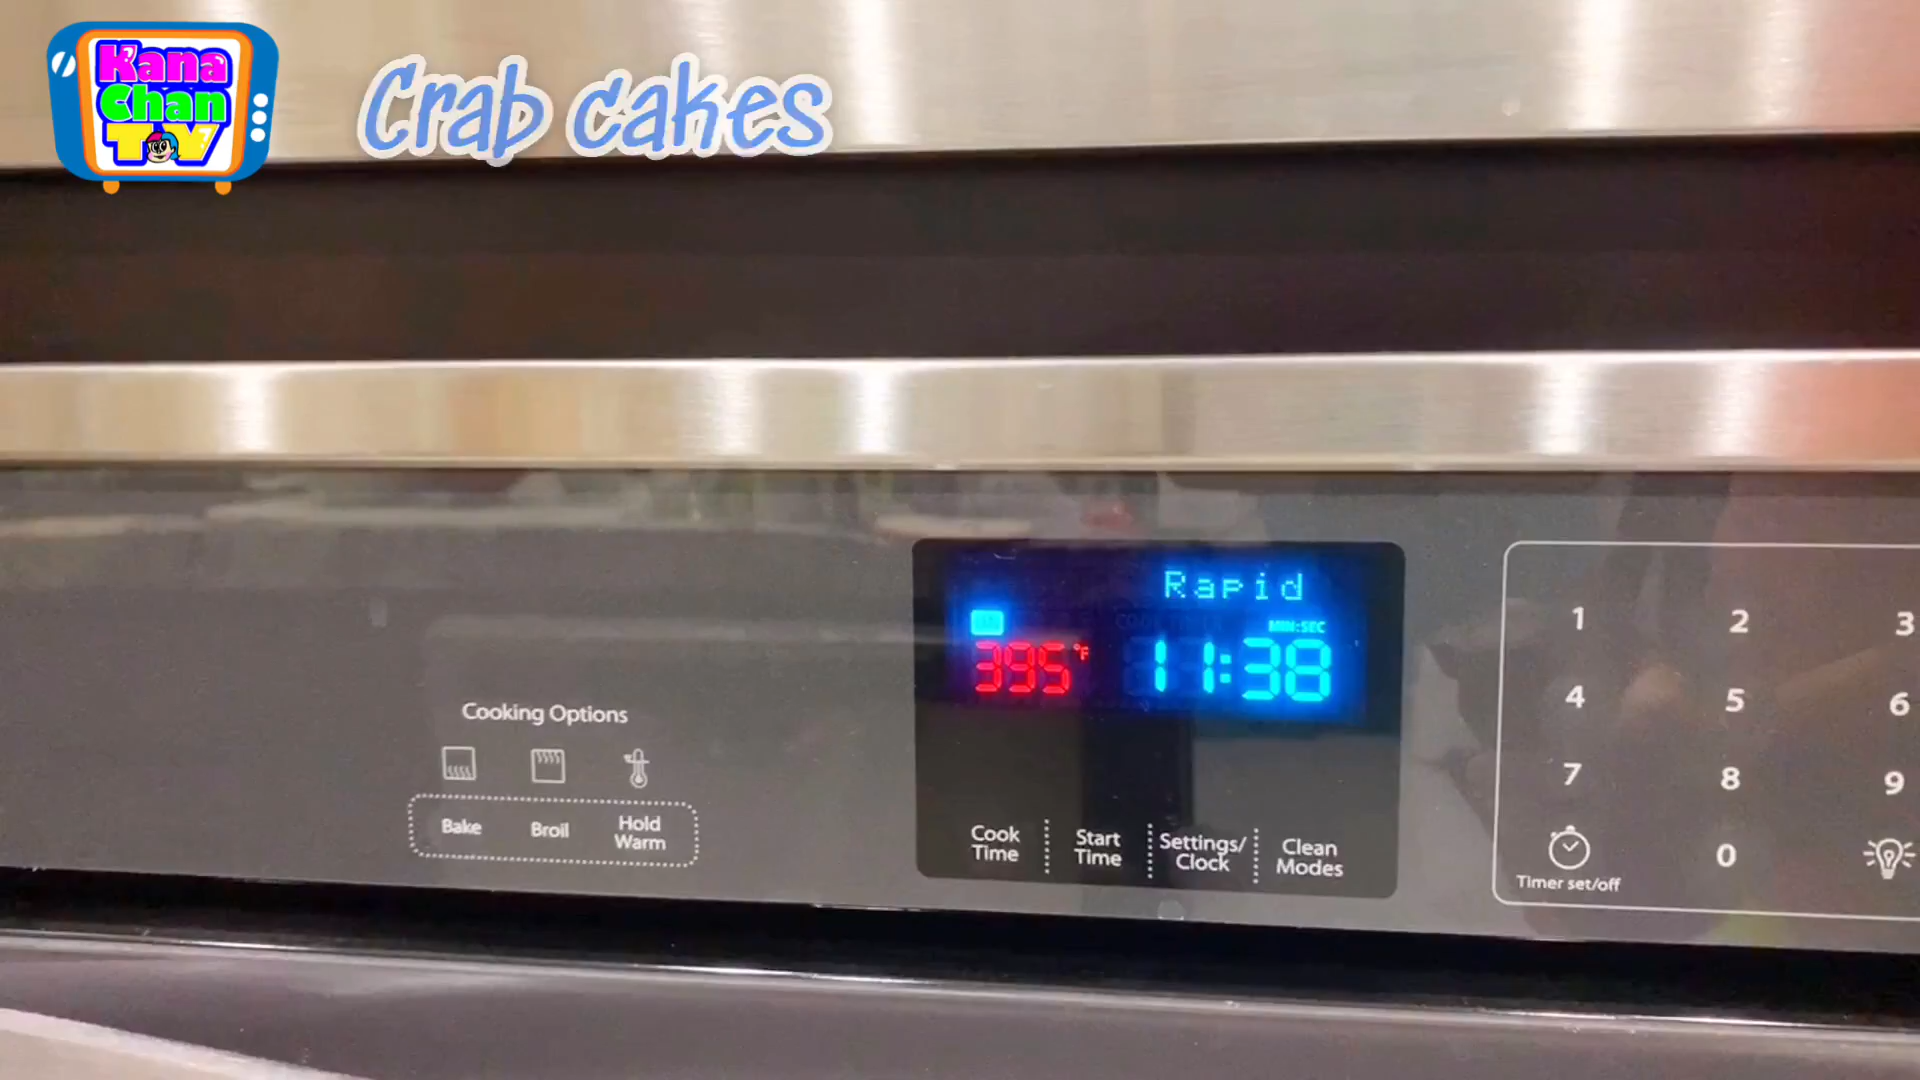 Kana
Chan
TV
Crab cakes
Rapid
MIN:SEC
395°F
11:38
Cooking Options
Bake
Broil
Hold
Warm
Cook
Time
Start
Time
Settings/
Clock
Clean
Modes
1 2 3
4 5 6
7 8 9
0
Timer set/off